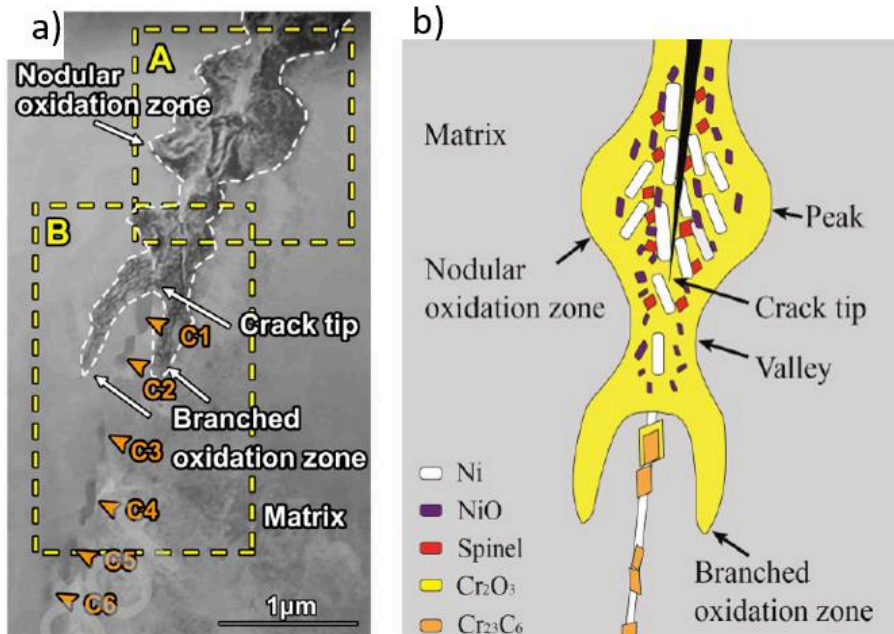 a)
A
Nodular
oxidation zone
B
Crack tip
C1
C2
Branched
oxidation zone
C3
C4
Matrix
C5
C6
1μm
b)
Matrix
Peak
Nodular
oxidation zone
Crack tip
Valley
Ni
NiO
Spinel
Cr₂O₃
Cr₂₃C₆
Branched
oxidation zone